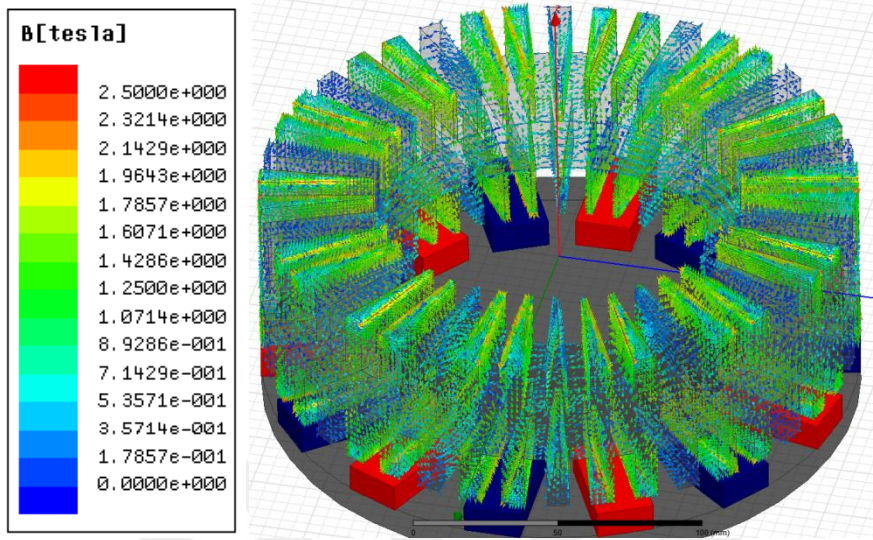 B[tesla]
2.5000e+000
2.3214e+000
2.1429e+000
1.9643e+000
1.7857e+000
1.6071e+000
1.4286e+000
1.2500e+000
1.0714e+000
8.9286e-001
7.1429e-001
5.3571e-001
3.5714e-001
1.7857e-001
0.0000e+000
0 50 100 (mm)